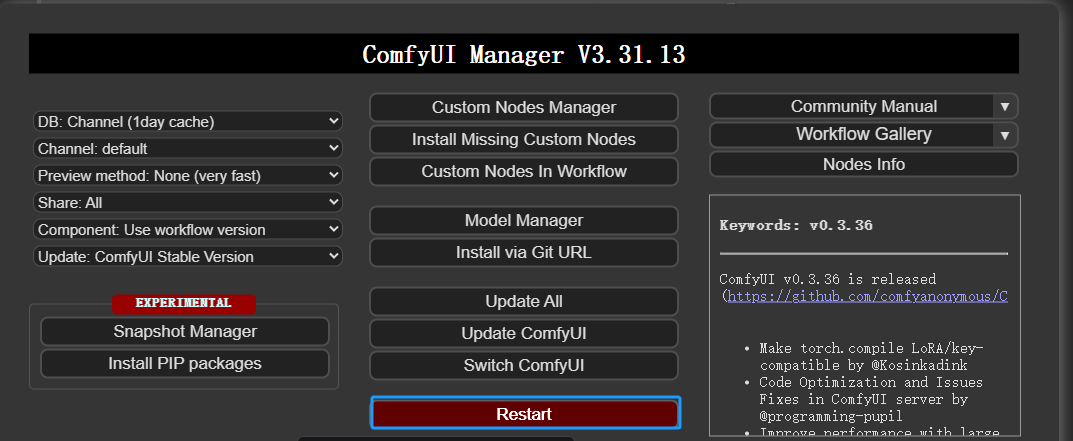 ComfyUI Manager V3.31.13
DB: Channel (1day cache)
Channel: default
Preview method: None (very fast)
Share: All
Component: Use workflow version
Update: ComfyUI Stable Version
EXPERIMENTAL
Snapshot Manager
Install PIP packages
Custom Nodes Manager
Install Missing Custom Nodes
Custom Nodes In Workflow
Model Manager
Install via Git URL
Update All
Update ComfyUI
Switch ComfyUI
Restart
Community Manual
Workflow Gallery
Nodes Info
Keywords: v0.3.36
ComfyUI v0.3.36 is released
(https://github.com/comfyanonymous/C
• Make torch.compile LoRA/key-
compatible by @Kosinkadink
• Code Optimization and Issues
Fixes in ComfyUI server by
@programming-pupil
• Improve performance with large